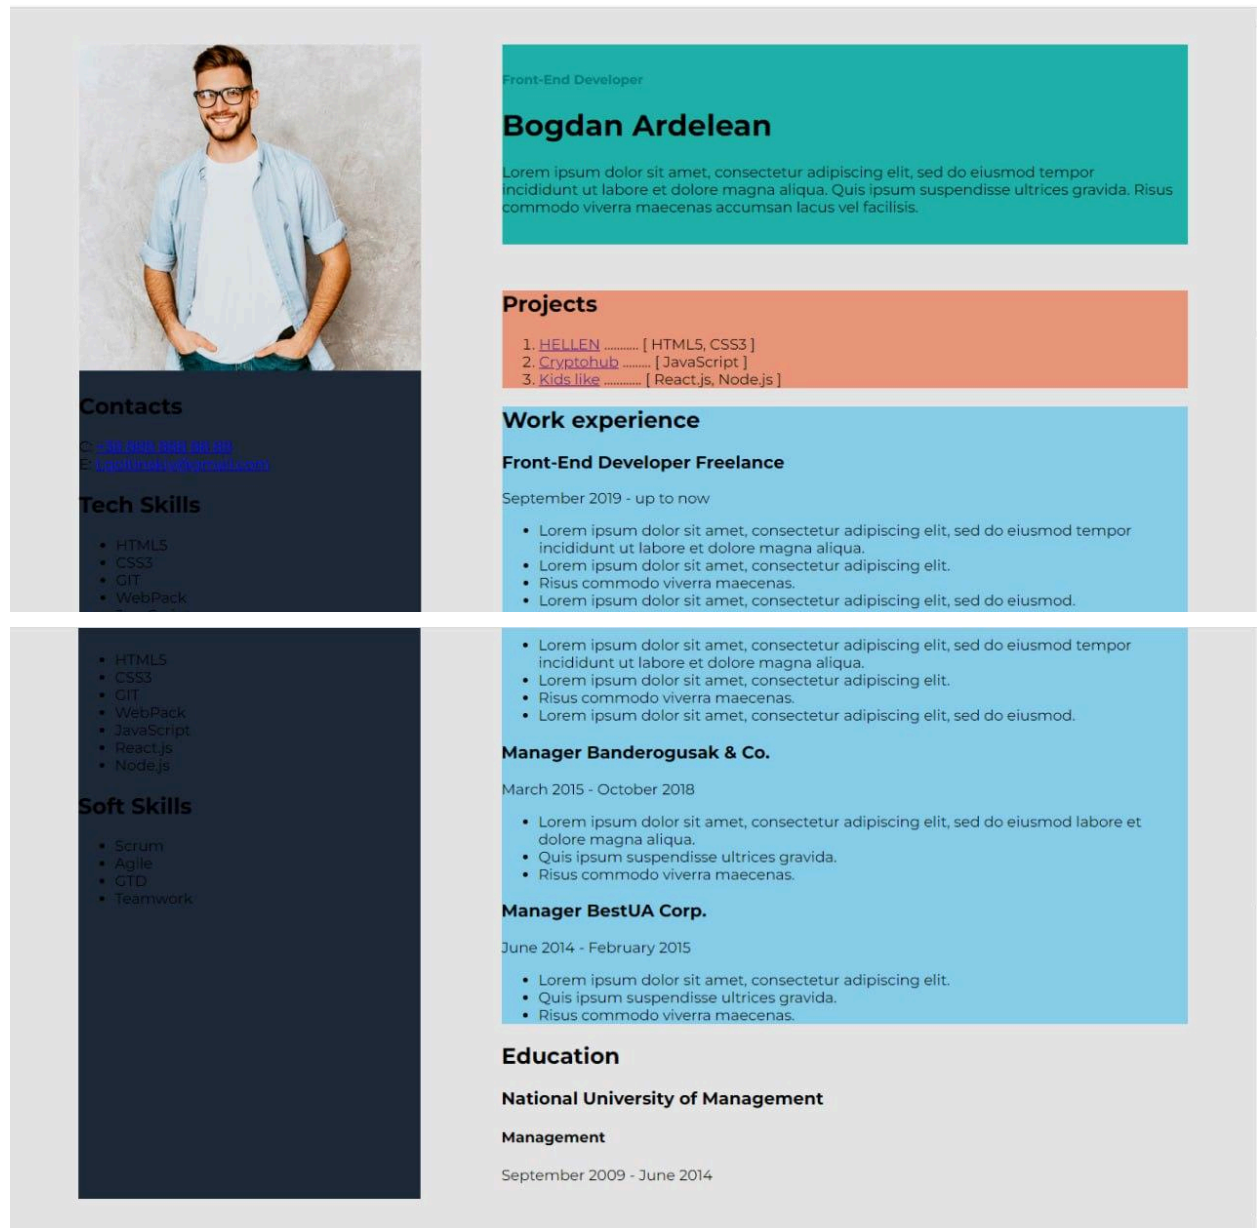 Front-End Developer
Bogdan Ardelean
Lorem ipsum dolor sit amet, consectetur adipiscing elit, sed do eiusmod tempor
incididunt ut labore et dolore magna aliqua. Quis ipsum suspendisse ultrices gravida. Risus
commodo viverra maecenas accumsan lacus vel facilisis.
Projects
1. HELLEN ........... [ HTML5, CSS3 ]
2. Cryptohub ......... [ JavaScript ]
3. Kids like ............ [ React.js, Node.js ]
Work experience
Front-End Developer Freelance
September 2019 - up to now
• Lorem ipsum dolor sit amet, consectetur adipiscing elit, sed do eiusmod tempor
incididunt ut labore et dolore magna aliqua.
• Lorem ipsum dolor sit amet, consectetur adipiscing elit.
• Risus commodo viverra maecenas.
• Lorem ipsum dolor sit amet, consectetur adipiscing elit, sed do eiusmod.
Contacts
C:
E:
Tech Skills
• HTML5
• CSS3
• GIT
• WebPack
• HTML5
• CSS3
• GIT
• WebPack
• JavaScript
• React.js
• Node.js
Soft Skills
• Scrum
• Agile
• GTD
• Teamwork
• Lorem ipsum dolor sit amet, consectetur adipiscing elit, sed do eiusmod tempor
incididunt ut labore et dolore magna aliqua.
• Lorem ipsum dolor sit amet, consectetur adipiscing elit.
• Risus commodo viverra maecenas.
• Lorem ipsum dolor sit amet, consectetur adipiscing elit, sed do eiusmod.
Manager Banderogusak & Co.
March 2015 - October 2018
• Lorem ipsum dolor sit amet, consectetur adipiscing elit, sed do eiusmod labore et
dolore magna aliqua.
• Quis ipsum suspendisse ultrices gravida.
• Risus commodo viverra maecenas.
Manager BestUA Corp.
June 2014 - February 2015
• Lorem ipsum dolor sit amet, consectetur adipiscing elit.
• Quis ipsum suspendisse ultrices gravida.
• Risus commodo viverra maecenas.
Education
National University of Management
Management
September 2009 - June 2014